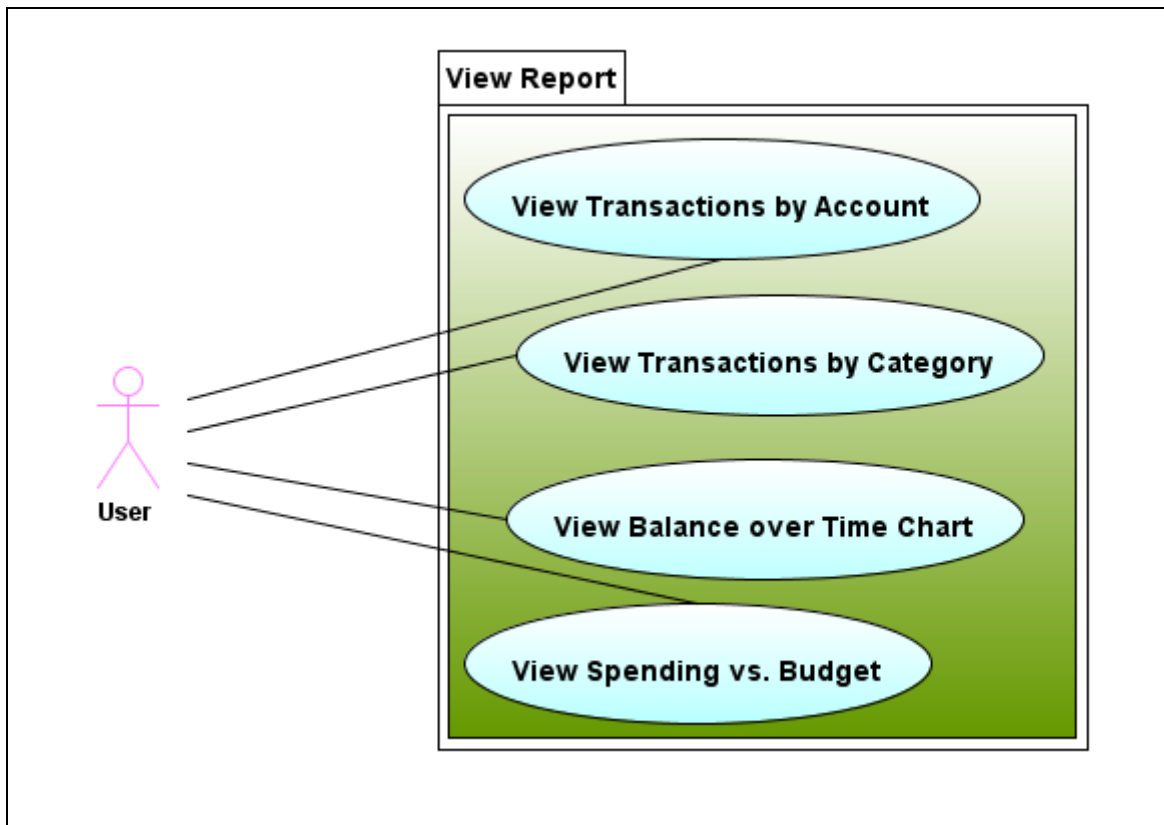 View Report
View Transactions by Account
View Transactions by Category
View Balance over Time Chart
User
View Spending vs. Budget